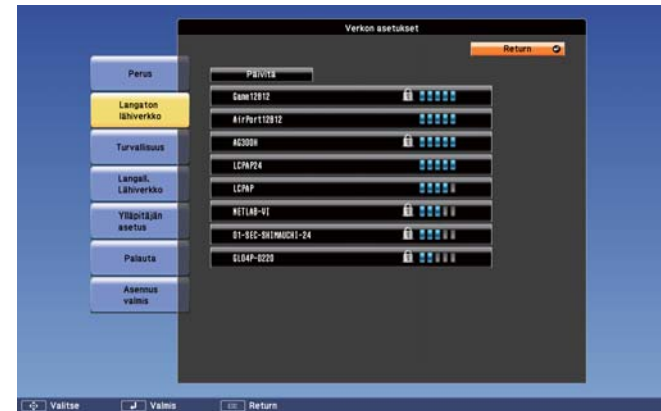 Verkon asetukset
Return
Perus
Langaton
lähiverkko
Turvallisuus
Langall.
Lähiverkko
Ylläpitäjän
asetus
Palauta
Asennus
valmis
Päivitä
Game12812
AirPort12812
AG300H
LCPAP24
LCPAP
NETLAB-VI
01-SEC-SHIMAUCHI-24
GL04P-0220
Valitse
Valmis
Return